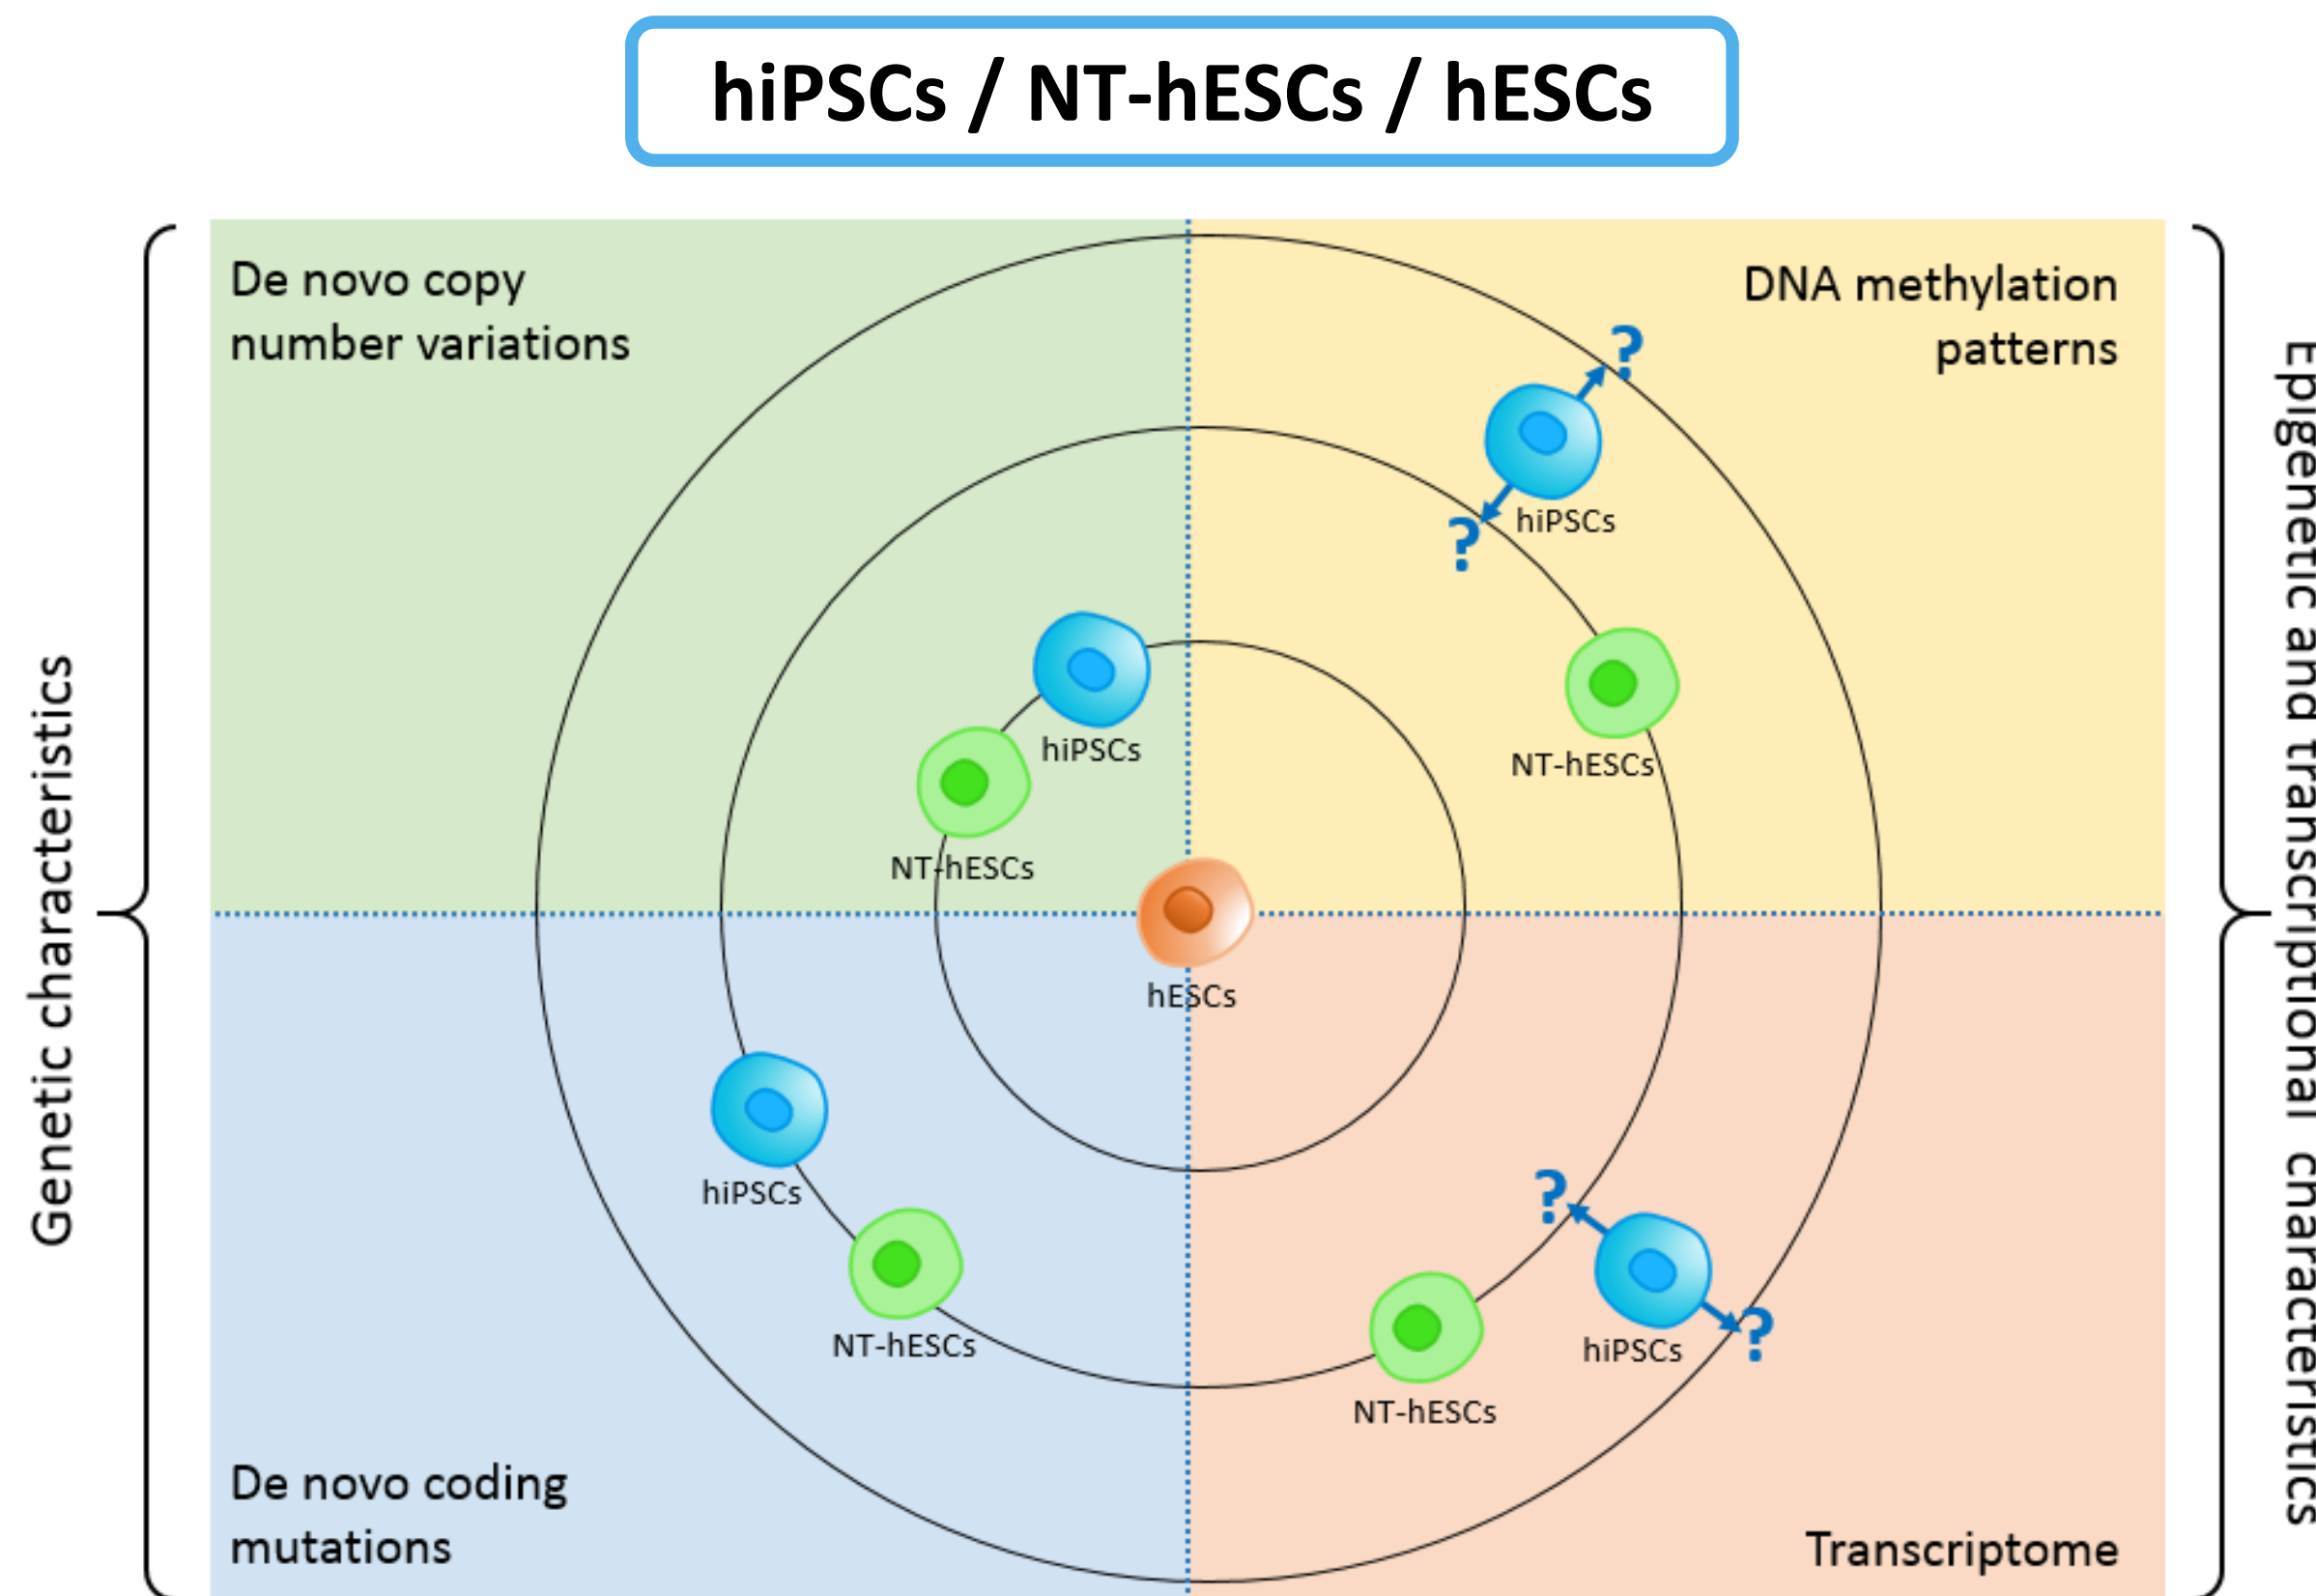 hiPSCs / NT-hESCs / hESCs
De novo copy
number variations
DNA methylation
patterns
?
hiPSCs
?
hiPSCs
NT-hESCs
NT-hESCs
hESCs
hiPSCs
NT-hESCs
?
hiPSCs
?
NT-hESCs
De novo coding
mutations
Transcriptome
Genetic characteristics
Epigenetic and transcriptional characteristics